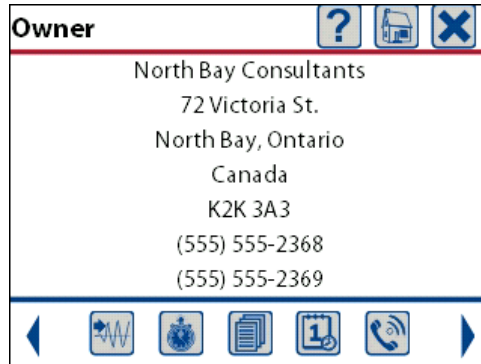 Owner
?
North Bay Consultants
72 Victoria St.
North Bay, Ontario
Canada
K2K 3A3
(555) 555-2368
(555) 555-2369
1